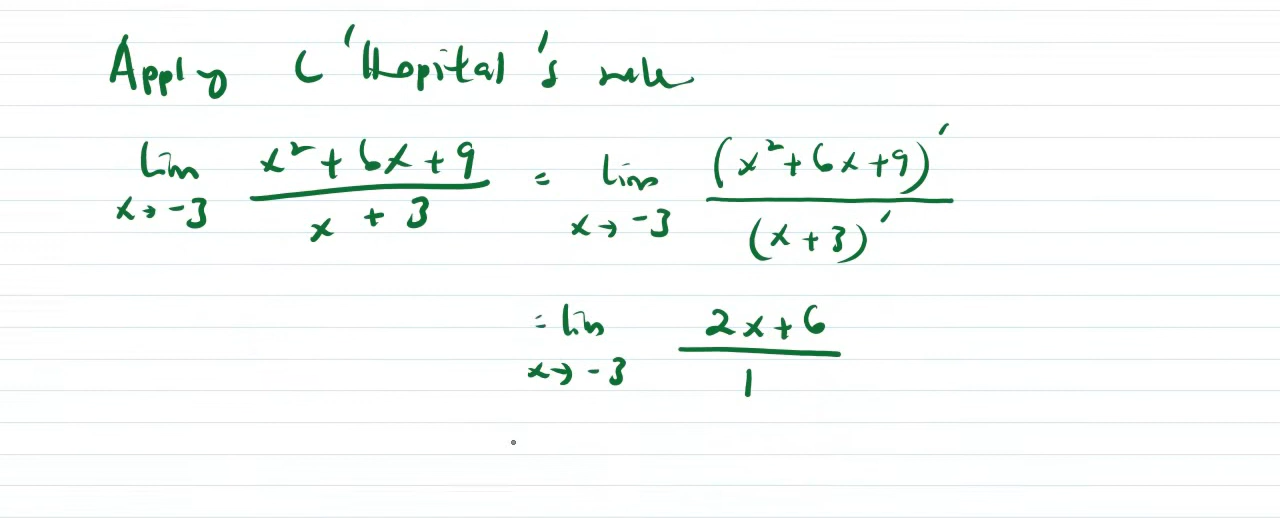 Apply L'Hopital's rule
lim x→-3 (x²+6x+9)/(x+3) = lim x→-3 (x²+6x+9)'/(x+3)'
= lim x→-3 (2x+6)/1